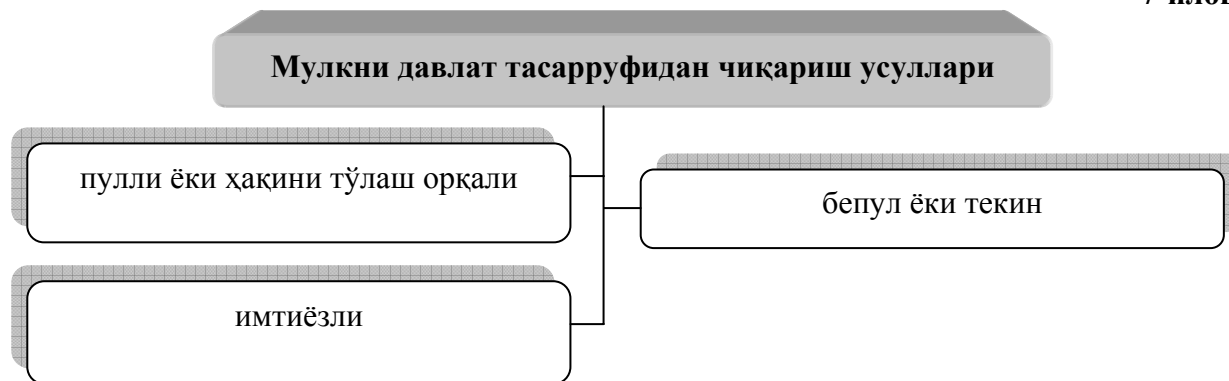 Мулкни давлат тасарруфидан чиқариш усуллари
пулли ёки ҳақини тўлаш орқали
бепул ёки текин
имтиёзли